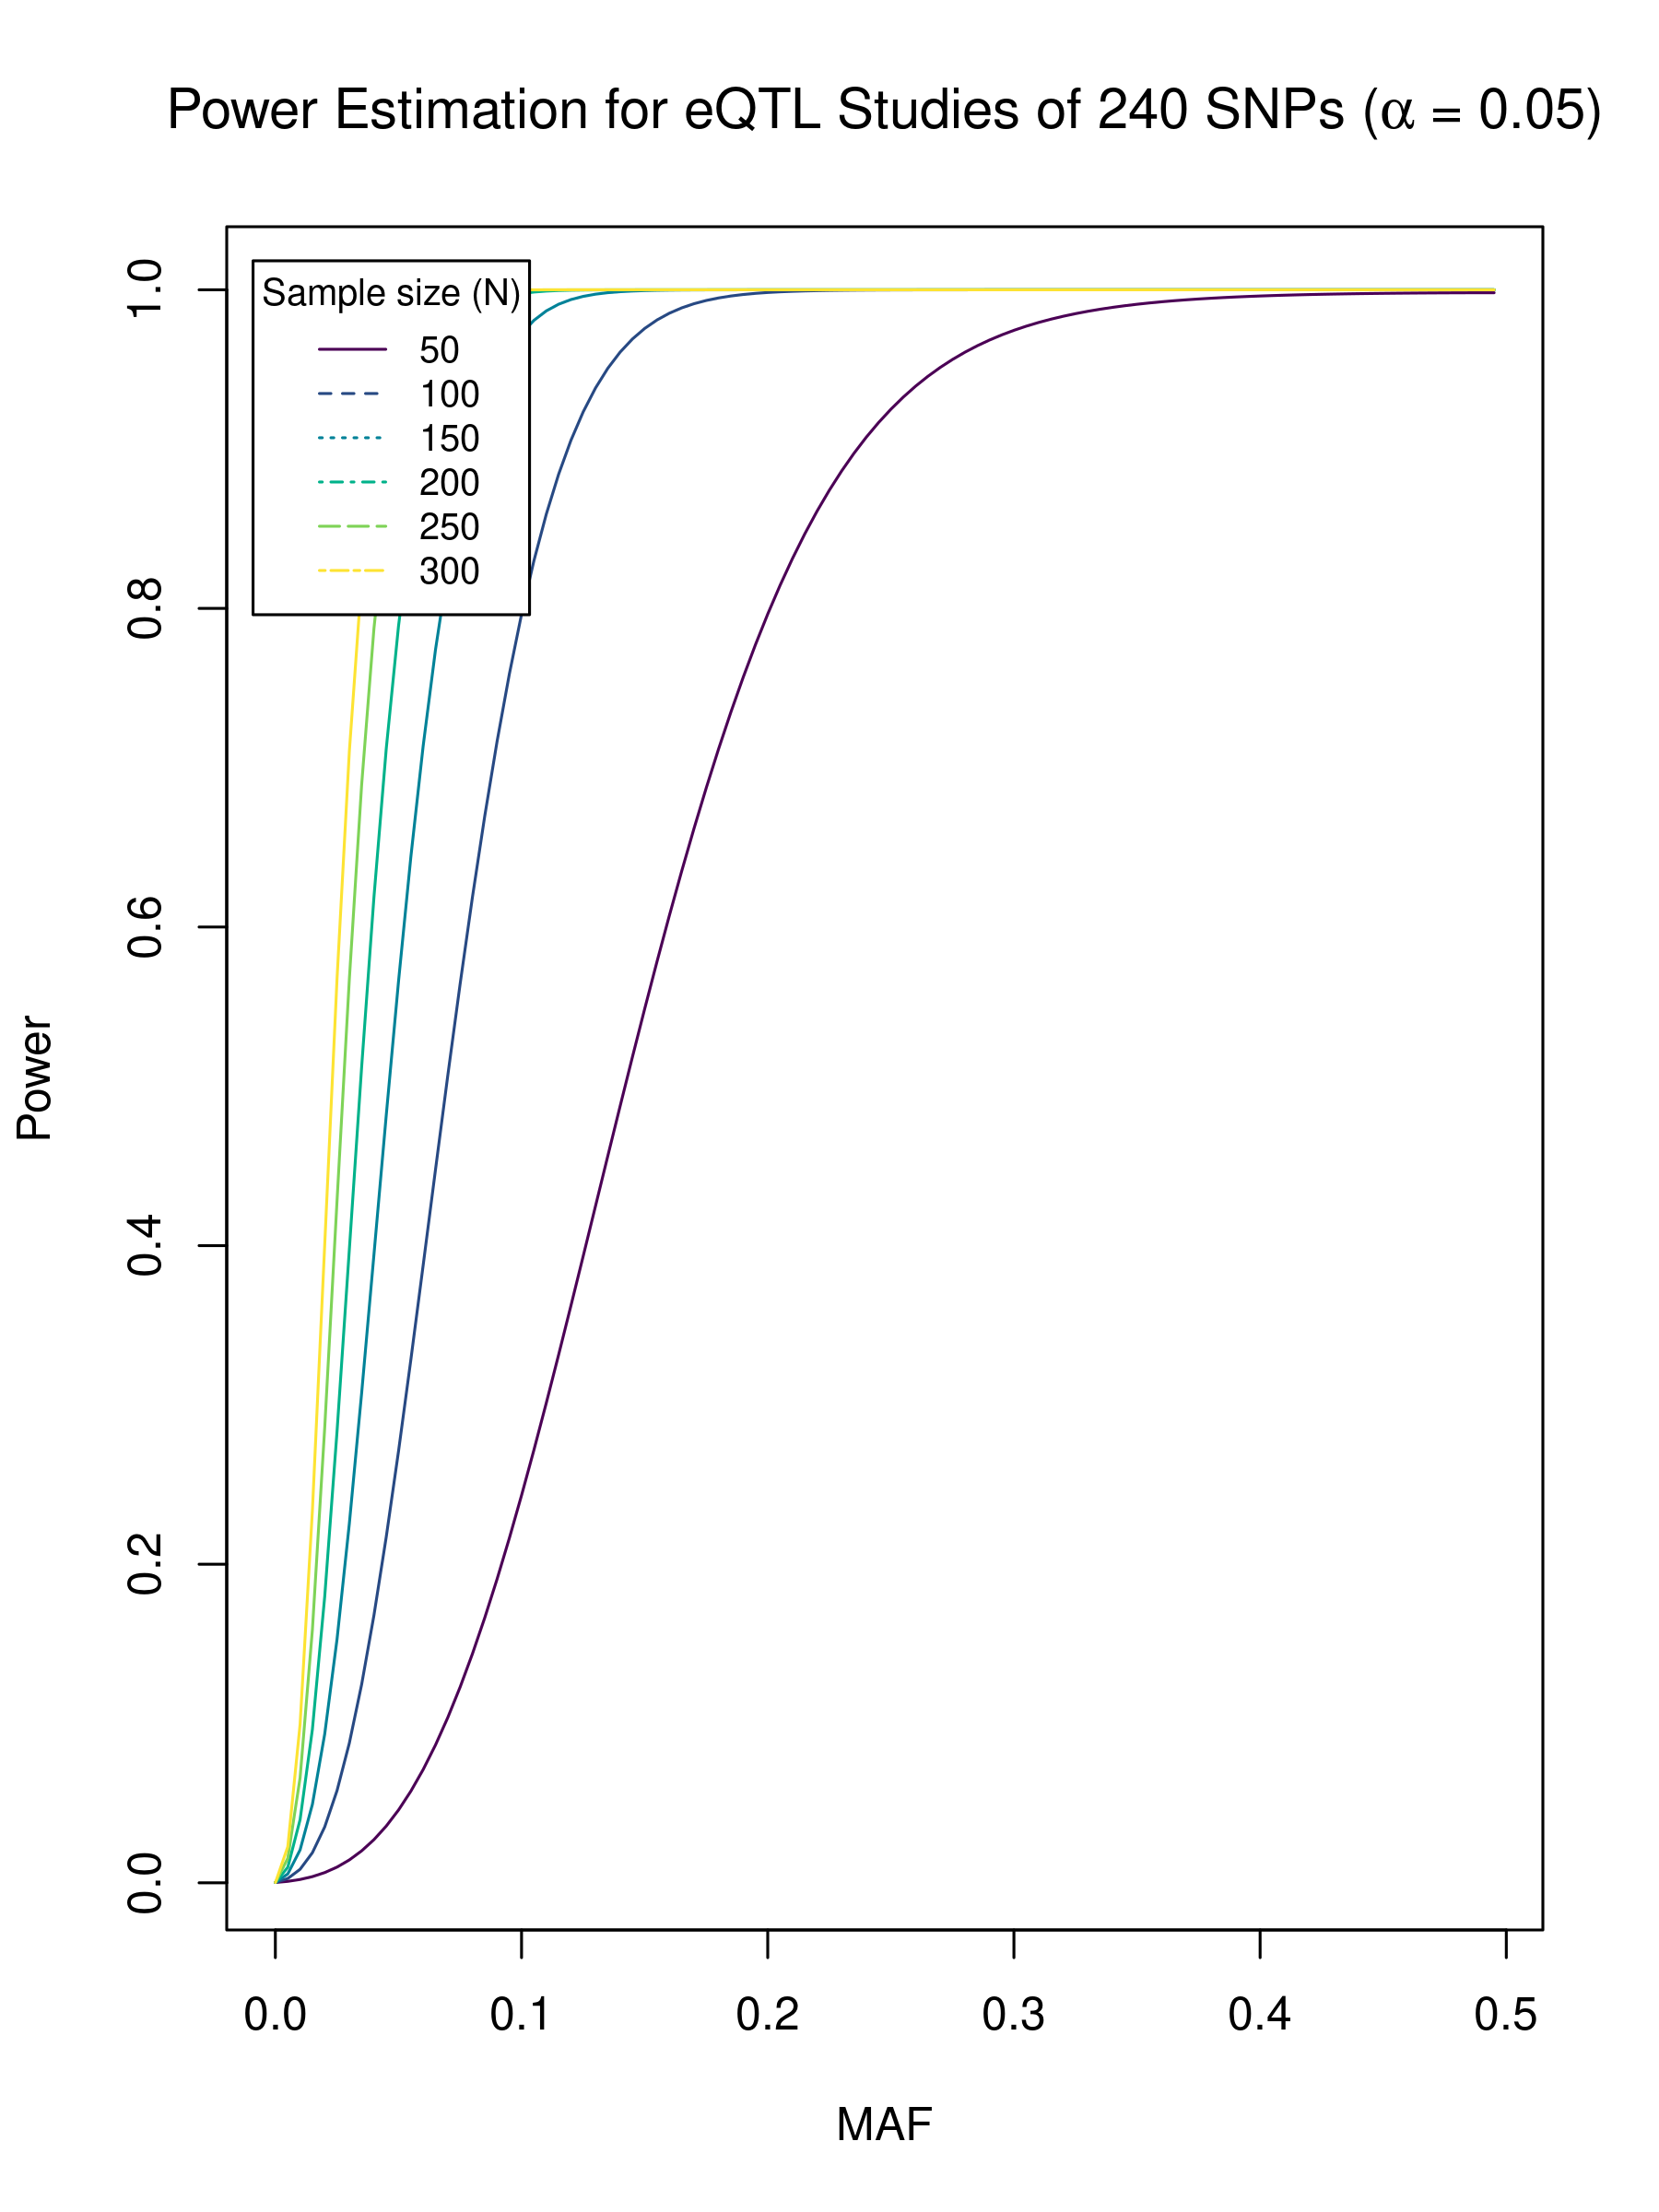 Power Estimation for eQTL Studies of 240 SNPs (α = 0.05)
Sample size (N)
50
100
150
200
250
300
Power
1.0
0.8
0.6
0.4
0.2
0.0
0.0 0.1 0.2 0.3 0.4 0.5
MAF